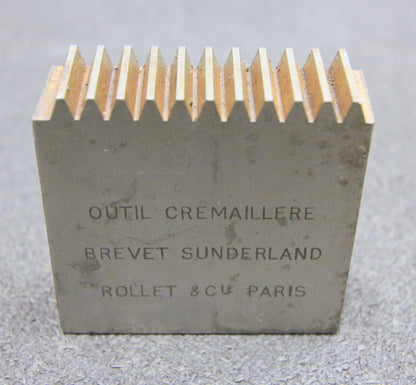 OUTIL CREMAILLERE
BREVET SUNDERLAND
ROLLET & CIE PARIS